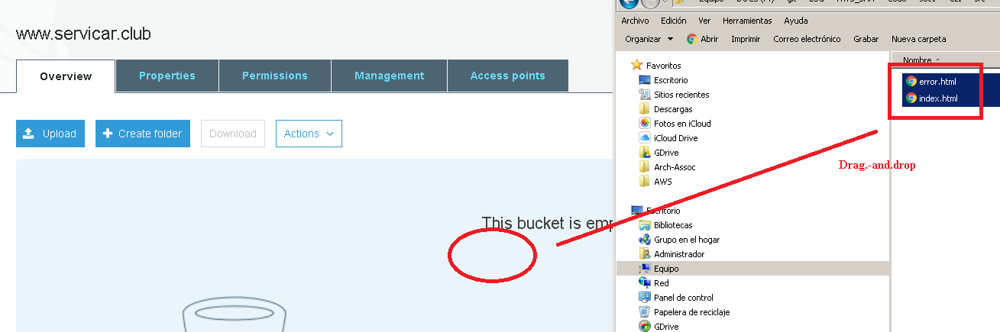 www.servicar.club
Overview
Properties
Permissions
Management
Access points
Upload
Create folder
Download
Actions
This bucket is emp
Archivo Edición Ver Herramientas Ayuda
Organizar Abrir Imprimir Correo electrónico Grabar Nueva carpeta
Favoritos
Escritorio
Sitios recientes
Descargas
Fotos en iCloud
iCloud Drive
GDrive
Arch-Assoc
AWS
Escritorio
Bibliotecas
Grupo en el hogar
Administrador
Equipo
Red
Panel de control
Papelera de reciclaje
GDrive
Nombre
error.html
index.html
Drag.-and.drop